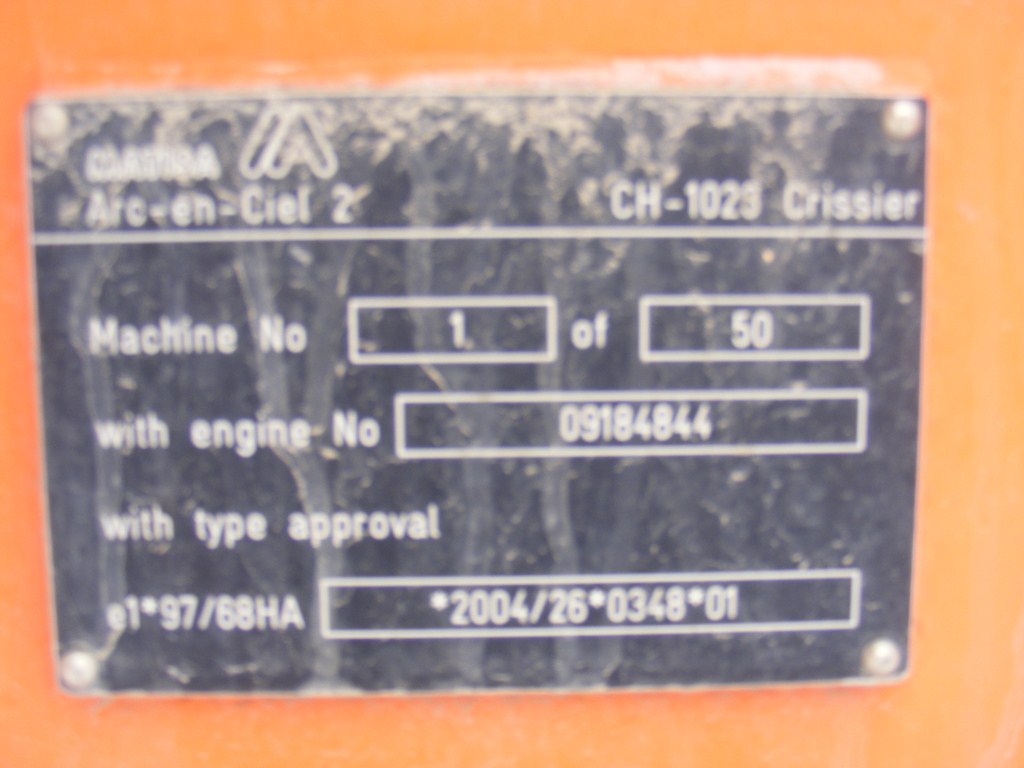 MATRA
Arc-en-Ciel 2 CH-1023 Crissier
Machine No 1 of 50
with engine No 09184844
with type approval
e1*97/68HA *2004/26*0348*01